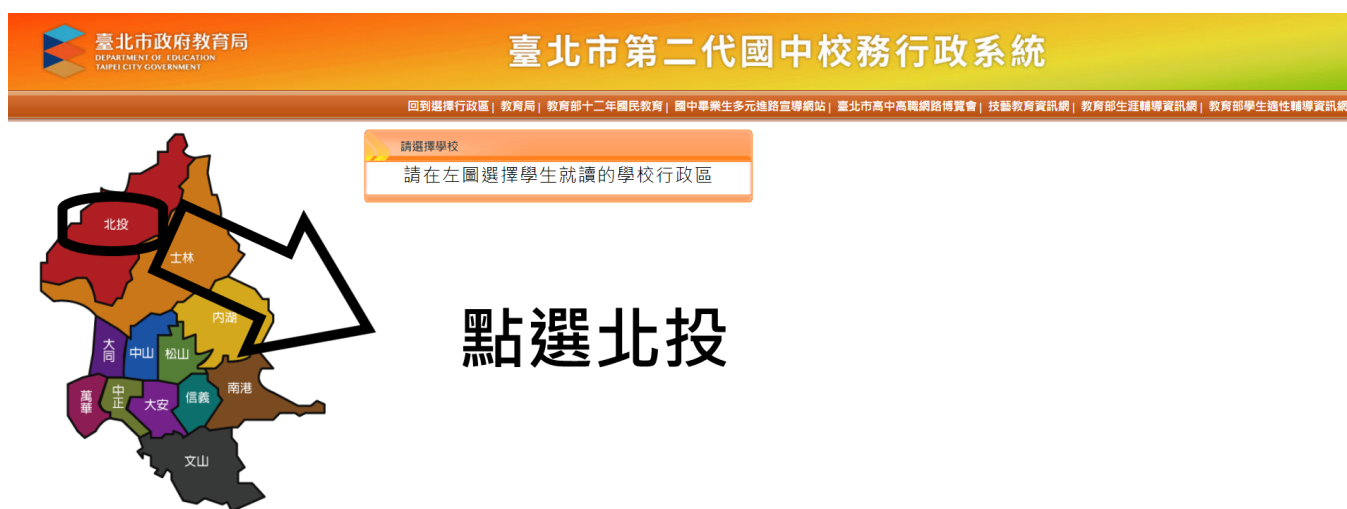 臺北市政府教育局
DEPARTMENT OF EDUCATION
TAIPEI CITY GOVERNMENT
臺北市第二代國中校務行政系統
回到選擇行政區| 教育局| 教育部十二年國民教育| 國中畢業生多元進路宣導網站| 臺北市高中高職網路博覽會| 技藝教育資訊網| 教育部生涯輔導資訊網| 教育部學生適性輔導資訊網
請選擇學校
請在左圖選擇學生就讀的學校行政區
北投
士林
內湖
大同
中山
松山
南港
萬華
中正
大安
信義
文山
點選北投